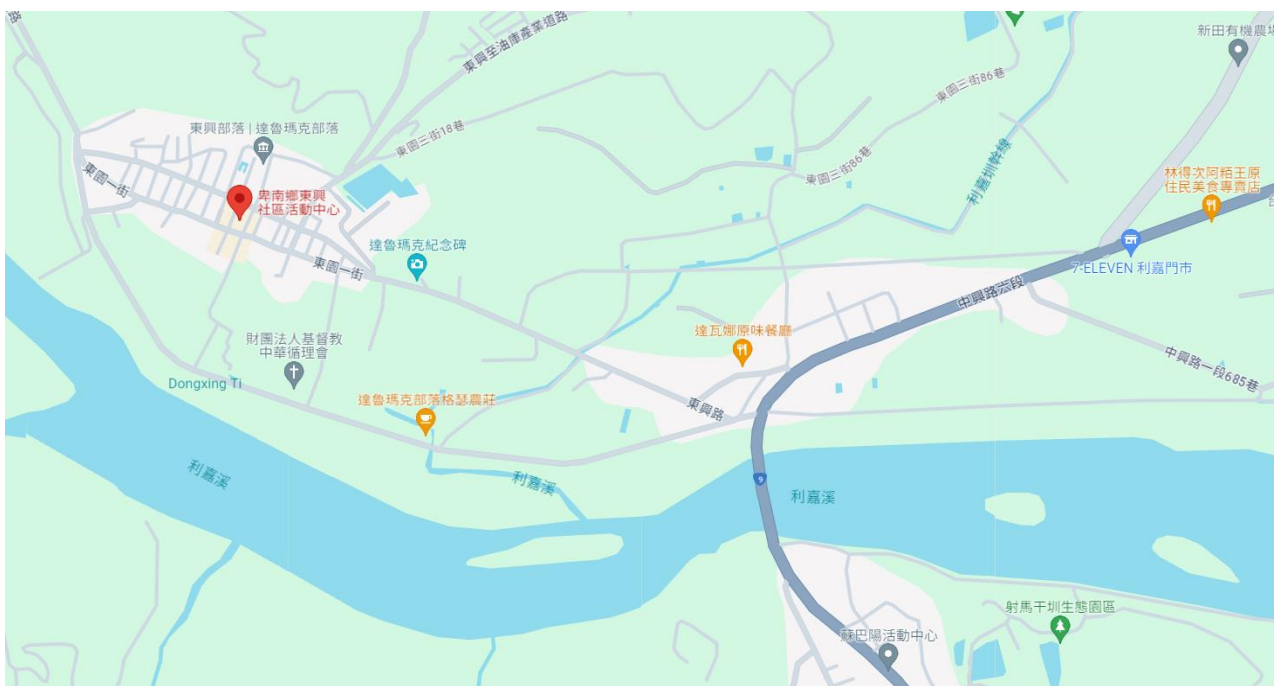 東興至油庫產業道路
新田有機農場
東園三街86巷
東興部落 | 達魯瑪克部落
東園三街18巷
利嘉圳幹線
東園三街86巷
林得次阿粨王原
住民美食專賣店
東園一街
卑南鄉東興
社區活動中心
達魯瑪克紀念碑
東園一街
7-ELEVEN 利嘉門市
中興路六段
達瓦娜原味餐廳
財團法人基督教
中華循理會
中興路一段685巷
Dongxing Ti
達魯瑪克部落格瑟農莊
東興路
利嘉溪
利嘉溪
9
利嘉溪
射馬干圳生態園區
蘇巴陽活動中心